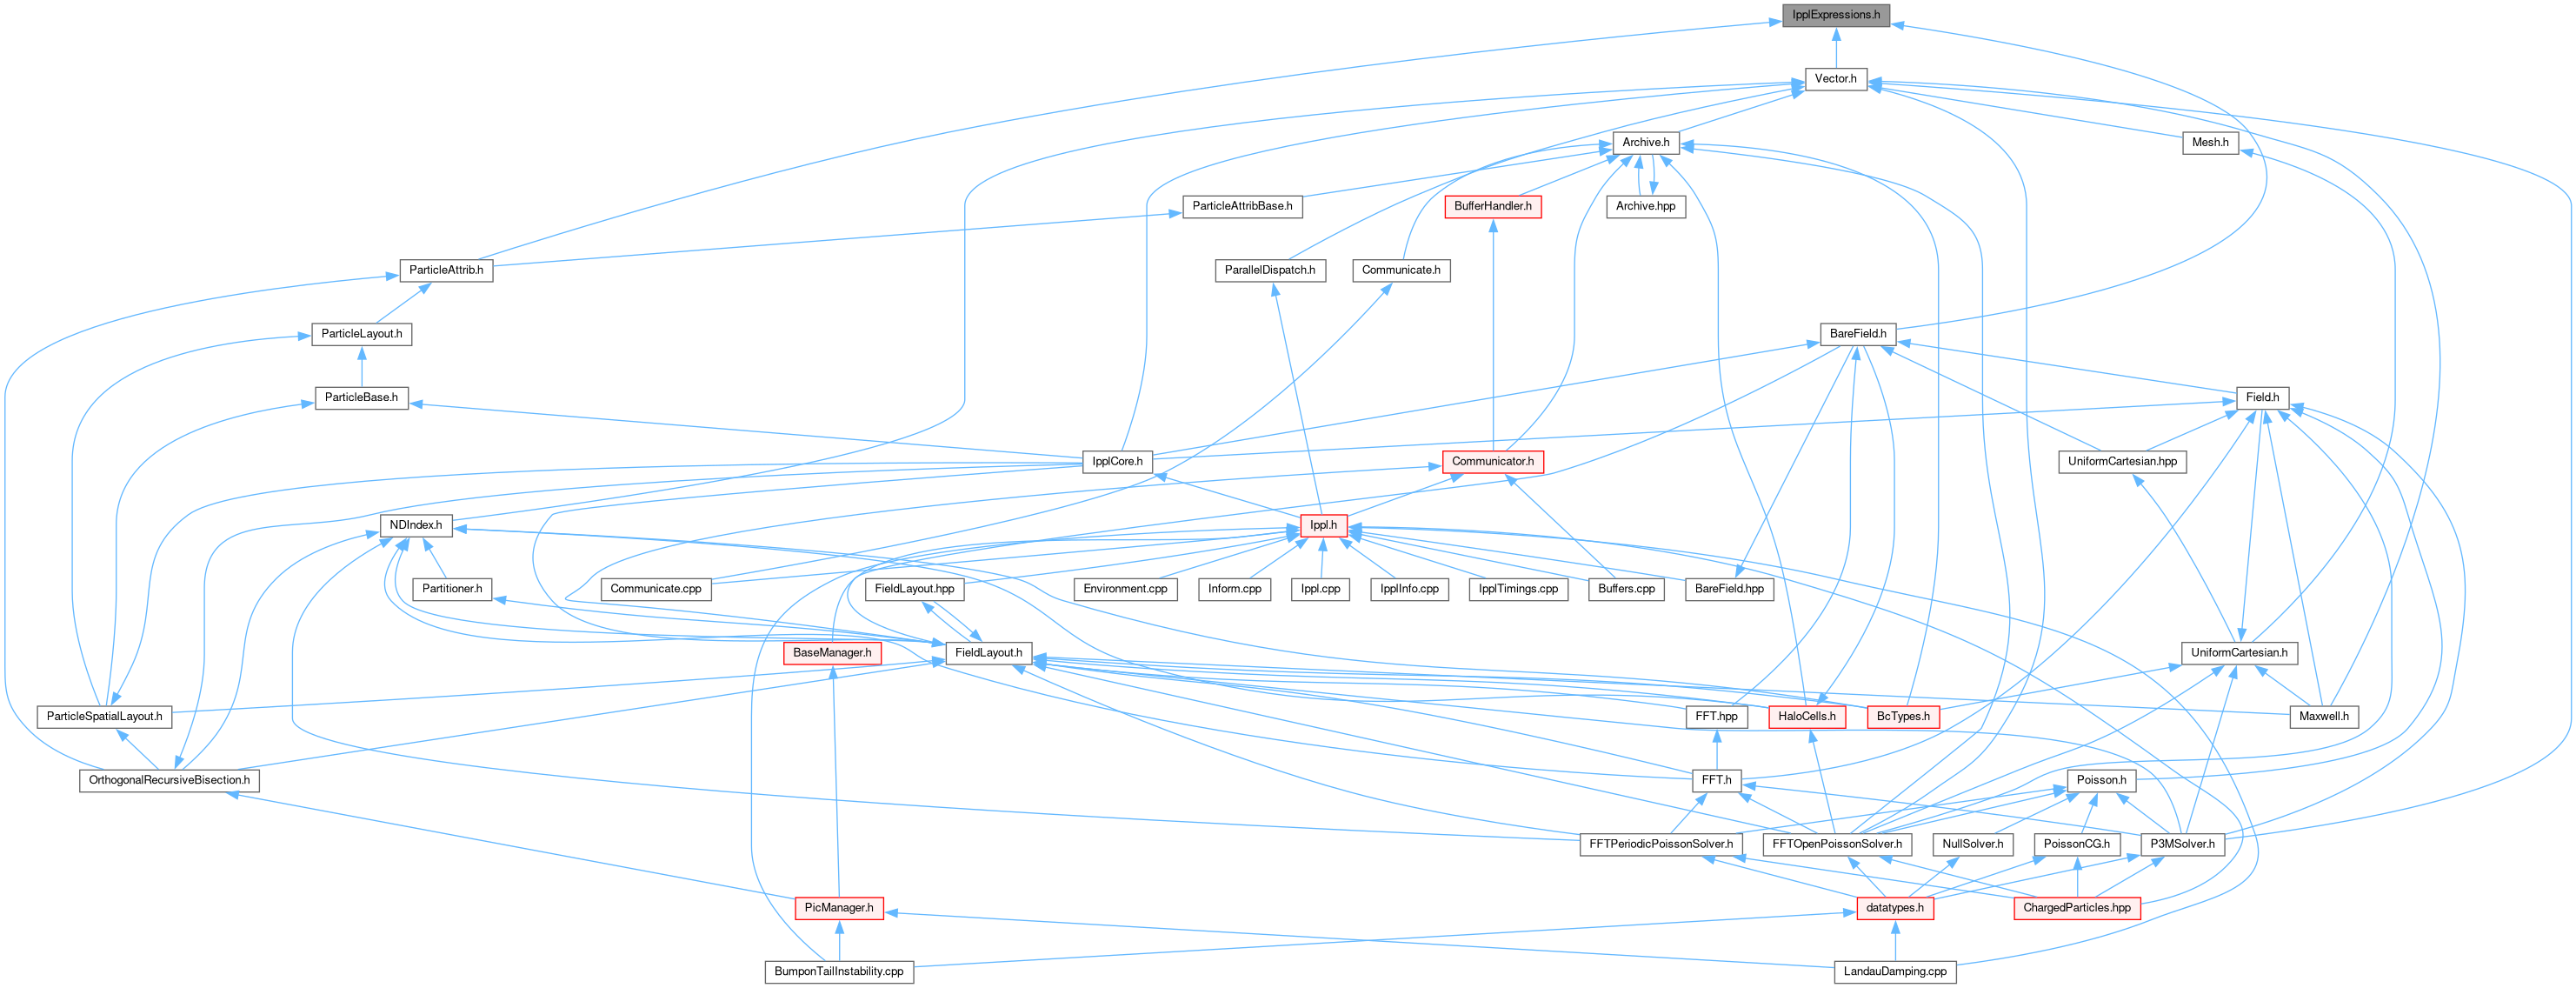 IpplExpressions.h
Vector.h
Archive.h
Mesh.h
ParticleAttribBase.h
BufferHandler.h
Archive.hpp
ParticleAttrib.h
ParallelDispatch.h
Communicate.h
ParticleLayout.h
BareField.h
ParticleBase.h
Field.h
IpplCore.h
Communicator.h
UniformCartesian.hpp
NDIndex.h
Ippl.h
Partitioner.h
Communicate.cpp
FieldLayout.hpp
Environment.cpp
Inform.cpp
Ippl.cpp
IpplInfo.cpp
IpplTimings.cpp
Buffers.cpp
BareField.hpp
BaseManager.h
FieldLayout.h
UniformCartesian.h
ParticleSpatialLayout.h
FFT.hpp
HaloCells.h
BcTypes.h
Maxwell.h
OrthogonalRecursiveBisection.h
FFT.h
Poisson.h
FFTPeriodicPoissonSolver.h
FFTOpenPoissonSolver.h
NullSolver.h
PoissonCG.h
P3MSolver.h
PicManager.h
datatypes.h
ChargedParticles.hpp
BumponTailInstability.cpp
LandauDamping.cpp